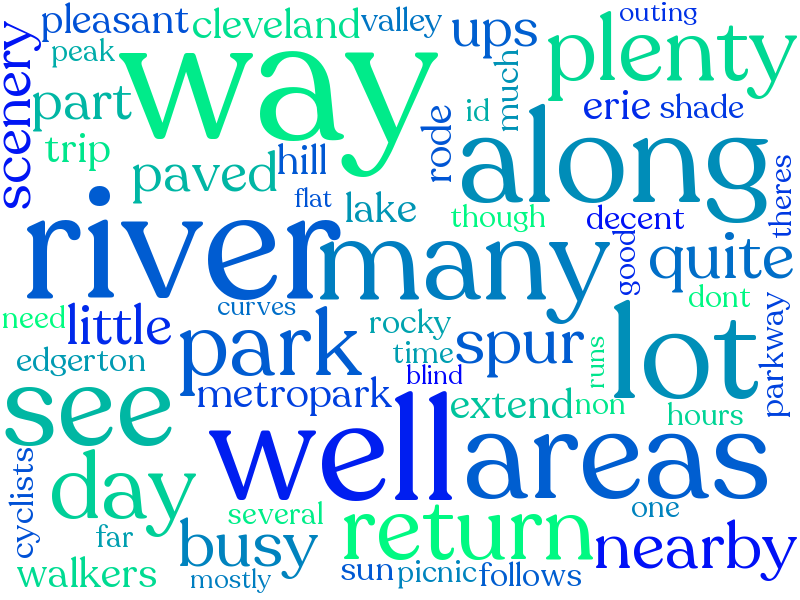 outing
pleasant
cleveland
valley
ups
plenty
scenery
peak
way
part
much
id
erie
shade
trip
rode
along
paved
hill
theres
flat
lake
though
decent
river
many
good
quite
curves
dont
need
little
park
rocky
spur
lot
parkway
edgerton
time
runs
blind
see
metropark
extend
non
hours
well
areas
day
cyclists
several
return
one
far
busy
nearby
walkers
mostly
sun
picnic
follows